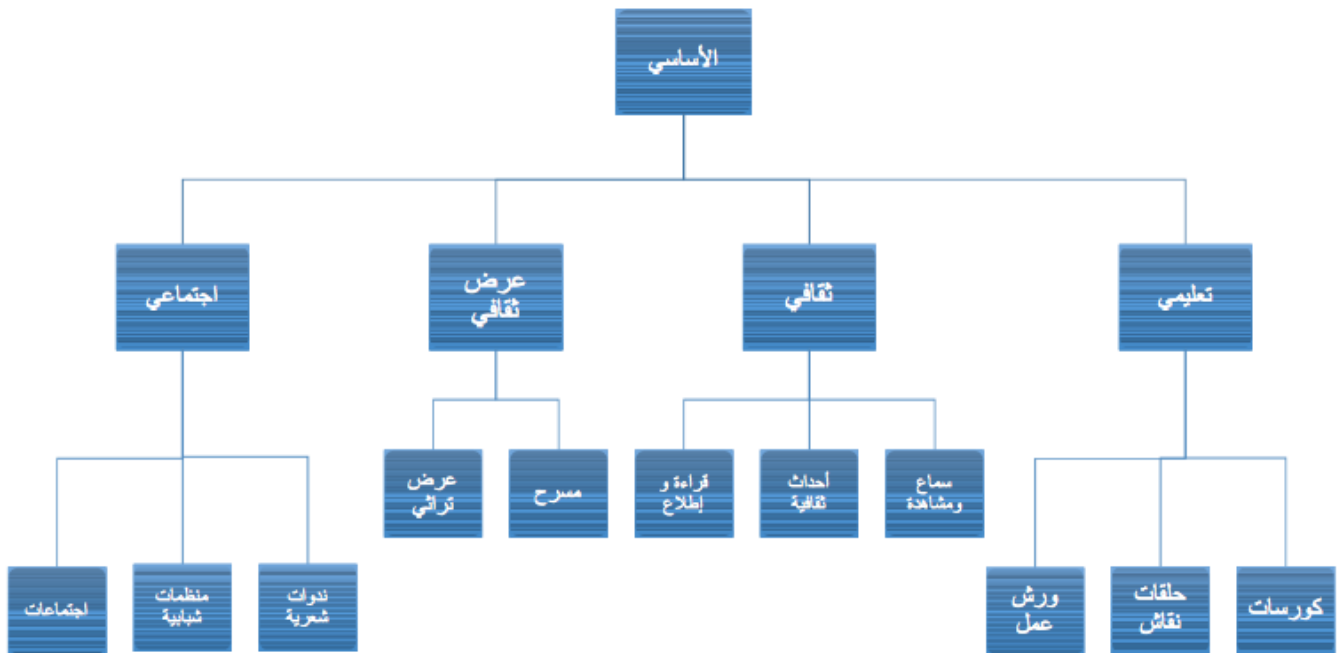 الأساسي
تعليمي
ثقافي
عرض
ثقافي
اجتماعي
سماع
ومشاهدة
أحداث
ثقافية
قراءة و
إطلاع
مسرح
عرض
تراثي
كورسات
حلقات
نقاش
ورش
عمل
ندوات
شعرية
منظمات
شبابية
اجتماعات